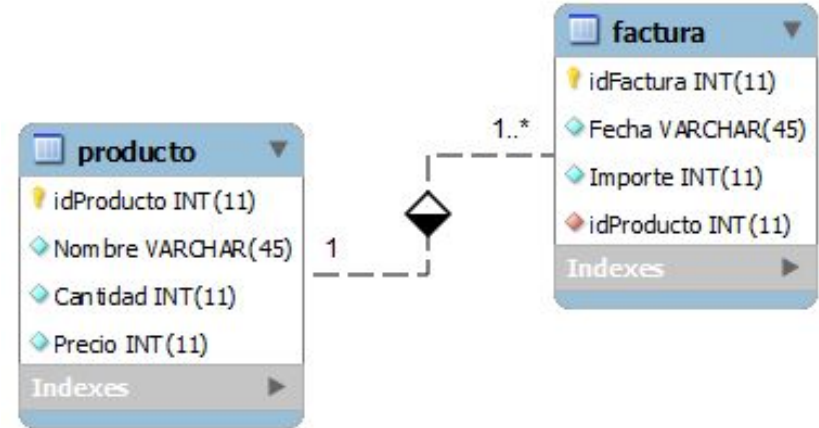 producto
idProducto INT(11)
Nombre VARCHAR(45)
Cantidad INT(11)
Precio INT(11)
Indexes
1
1..*
factura
idFactura INT(11)
Fecha VARCHAR(45)
Importe INT(11)
idProducto INT(11)
Indexes